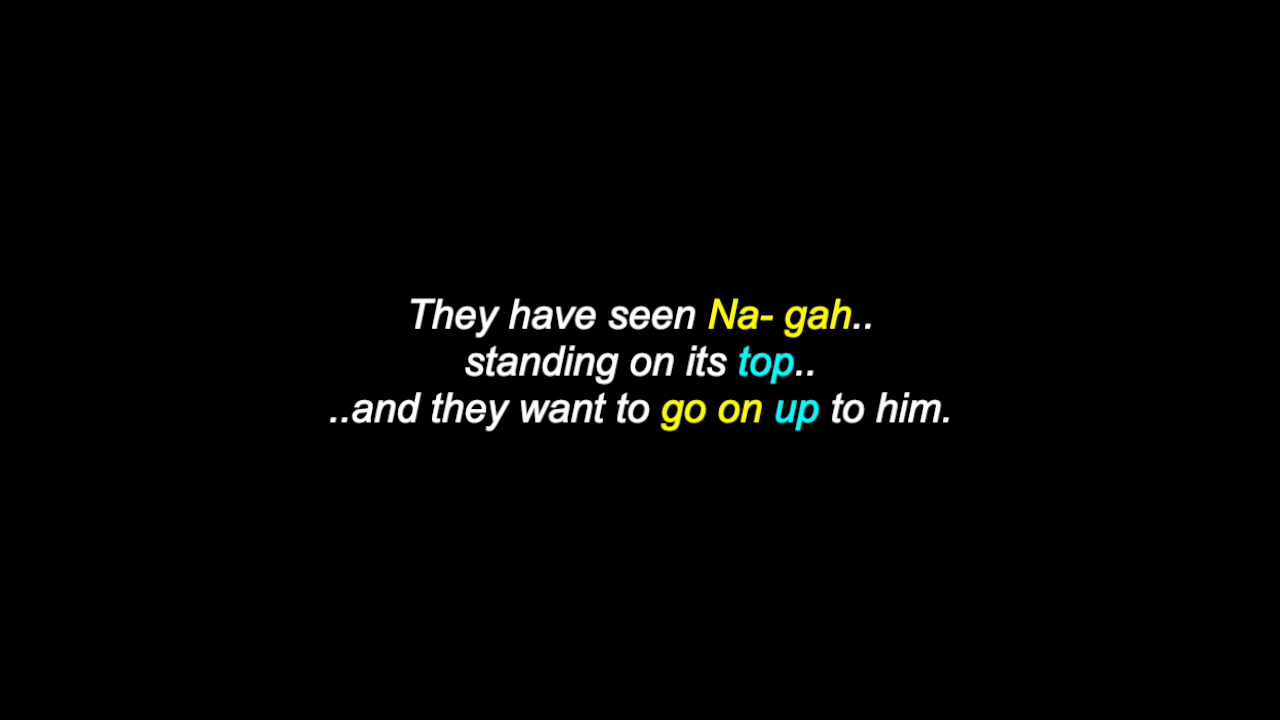 They have seen Na- gah..
standing on its top..
..and they want to go on up to him.